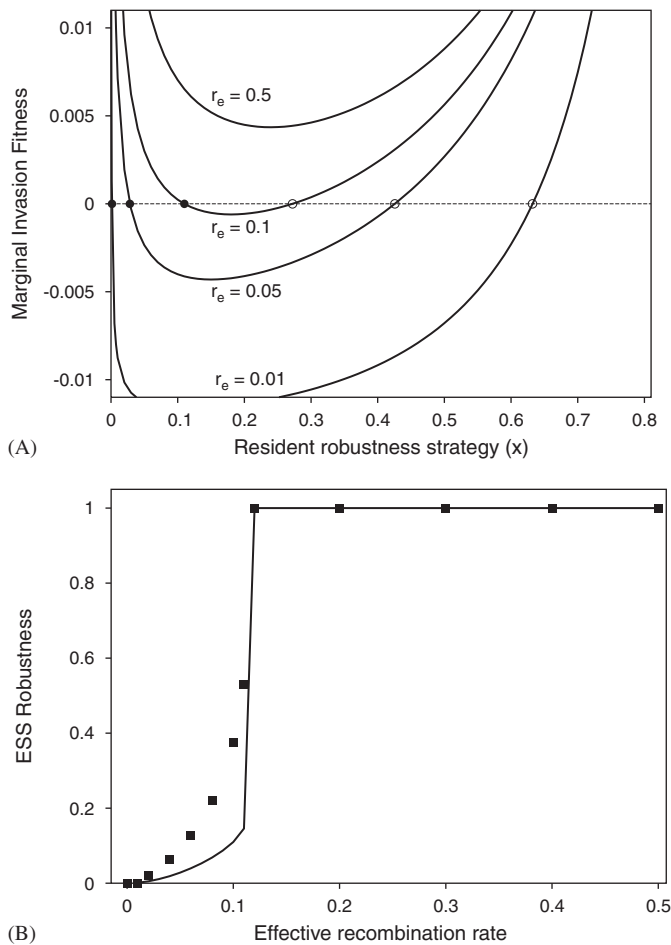 0.01
0.005
0
-0.005
-0.01
Marginal Invasion Fitness
r_e = 0.5
r_e = 0.1
r_e = 0.05
r_e = 0.01
0 0.1 0.2 0.3 0.4 0.5 0.6 0.7 0.8
(A)
Resident robustness strategy (x)
1
0.8
0.6
0.4
0.2
0
ESS Robustness
0 0.1 0.2 0.3 0.4 0.5
(B)
Effective recombination rate